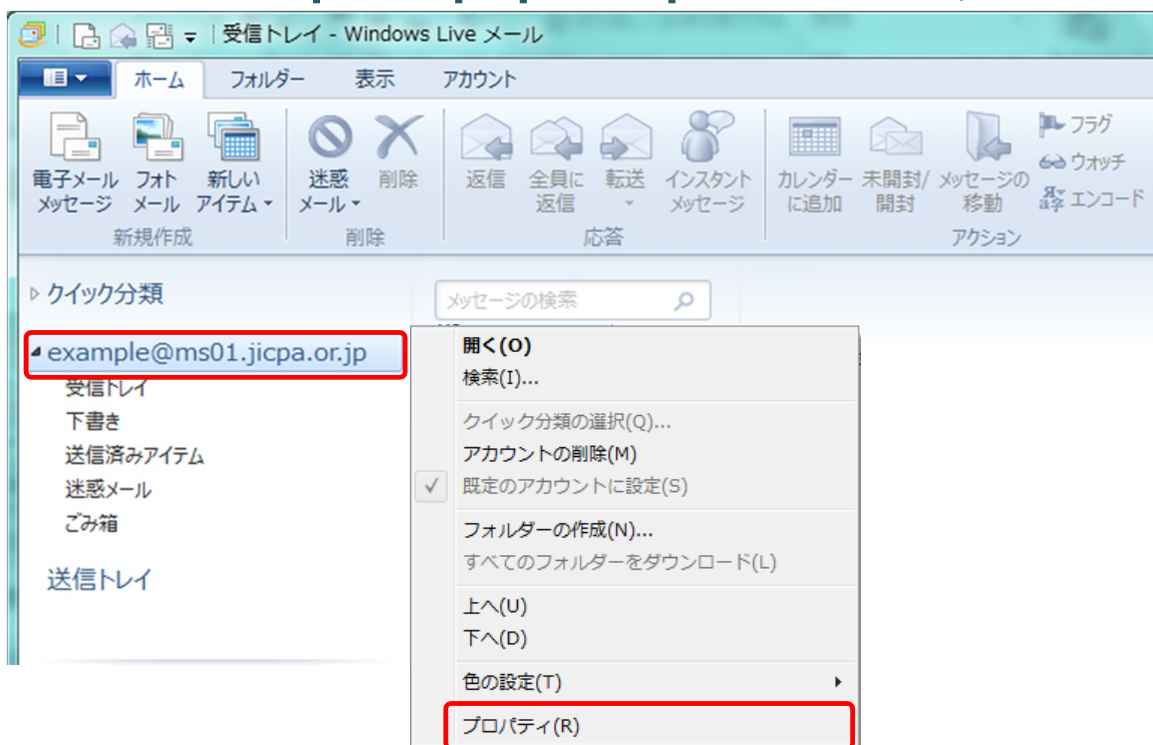 受信トレイ - Windows Live メール
ホーム フォルダー 表示 アカウント
電子メール メッセージ
フォト メール
新しい アイテム
迷惑 メール
削除
返信
全員に 返信
転送
インスタント メッセージ
カレンダー に追加
未開封/ 開封
メッセージの 移動
フラグ
ウォッチ
エンコード
新規作成 削除 応答 アクション
クイック分類
メッセージの検索
example@ms01.jicpa.or.jp
受信トレイ
下書き
送信済みアイテム
迷惑メール
ごみ箱
送信トレイ
開く(O)
検索(I)...
クイック分類の選択(Q)...
アカウントの削除(M)
既定のアカウントに設定(S)
フォルダーの作成(N)...
すべてのフォルダーをダウンロード(L)
上へ(U)
下へ(D)
色の設定(T)
プロパティ(R)